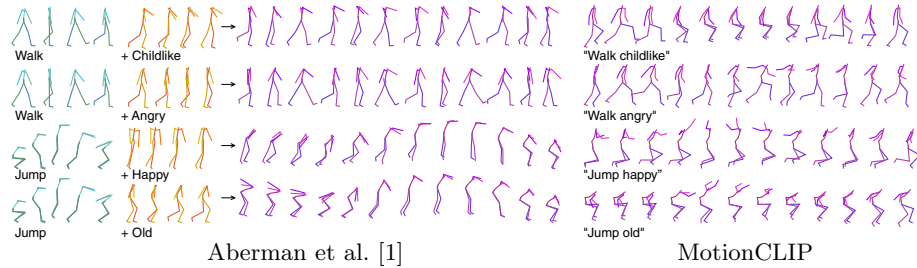 Walk + Childlike "Walk childlike"
Walk + Angry "Walk angry"
Jump + Happy "Jump happy”
Jump + Old "Jump old"
Aberman et al. [1] MotionCLIP